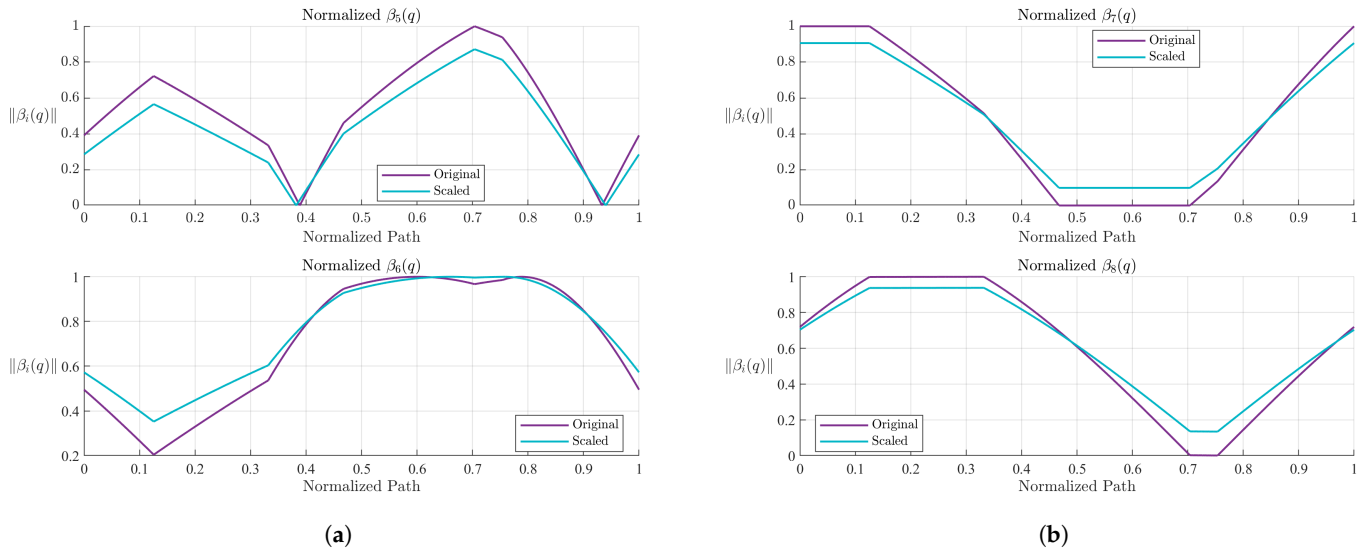 Normalized β5(q)
1
0.8
0.6
0.4
0.2
0
‖βi(q)‖
Original
Scaled
0 0.1 0.2 0.3 0.4 0.5 0.6 0.7 0.8 0.9 1
Normalized Path
Normalized β6(q)
1
0.8
0.6
0.4
0.2
‖βi(q)‖
Original
Scaled
0 0.1 0.2 0.3 0.4 0.5 0.6 0.7 0.8 0.9 1
Normalized Path
(a)
Normalized β7(q)
1
0.8
0.6
0.4
0.2
0
‖βi(q)‖
Original
Scaled
0 0.1 0.2 0.3 0.4 0.5 0.6 0.7 0.8 0.9 1
Normalized Path
Normalized β8(q)
1
0.8
0.6
0.4
0.2
0
‖βi(q)‖
Original
Scaled
0 0.1 0.2 0.3 0.4 0.5 0.6 0.7 0.8 0.9 1
Normalized Path
(b)